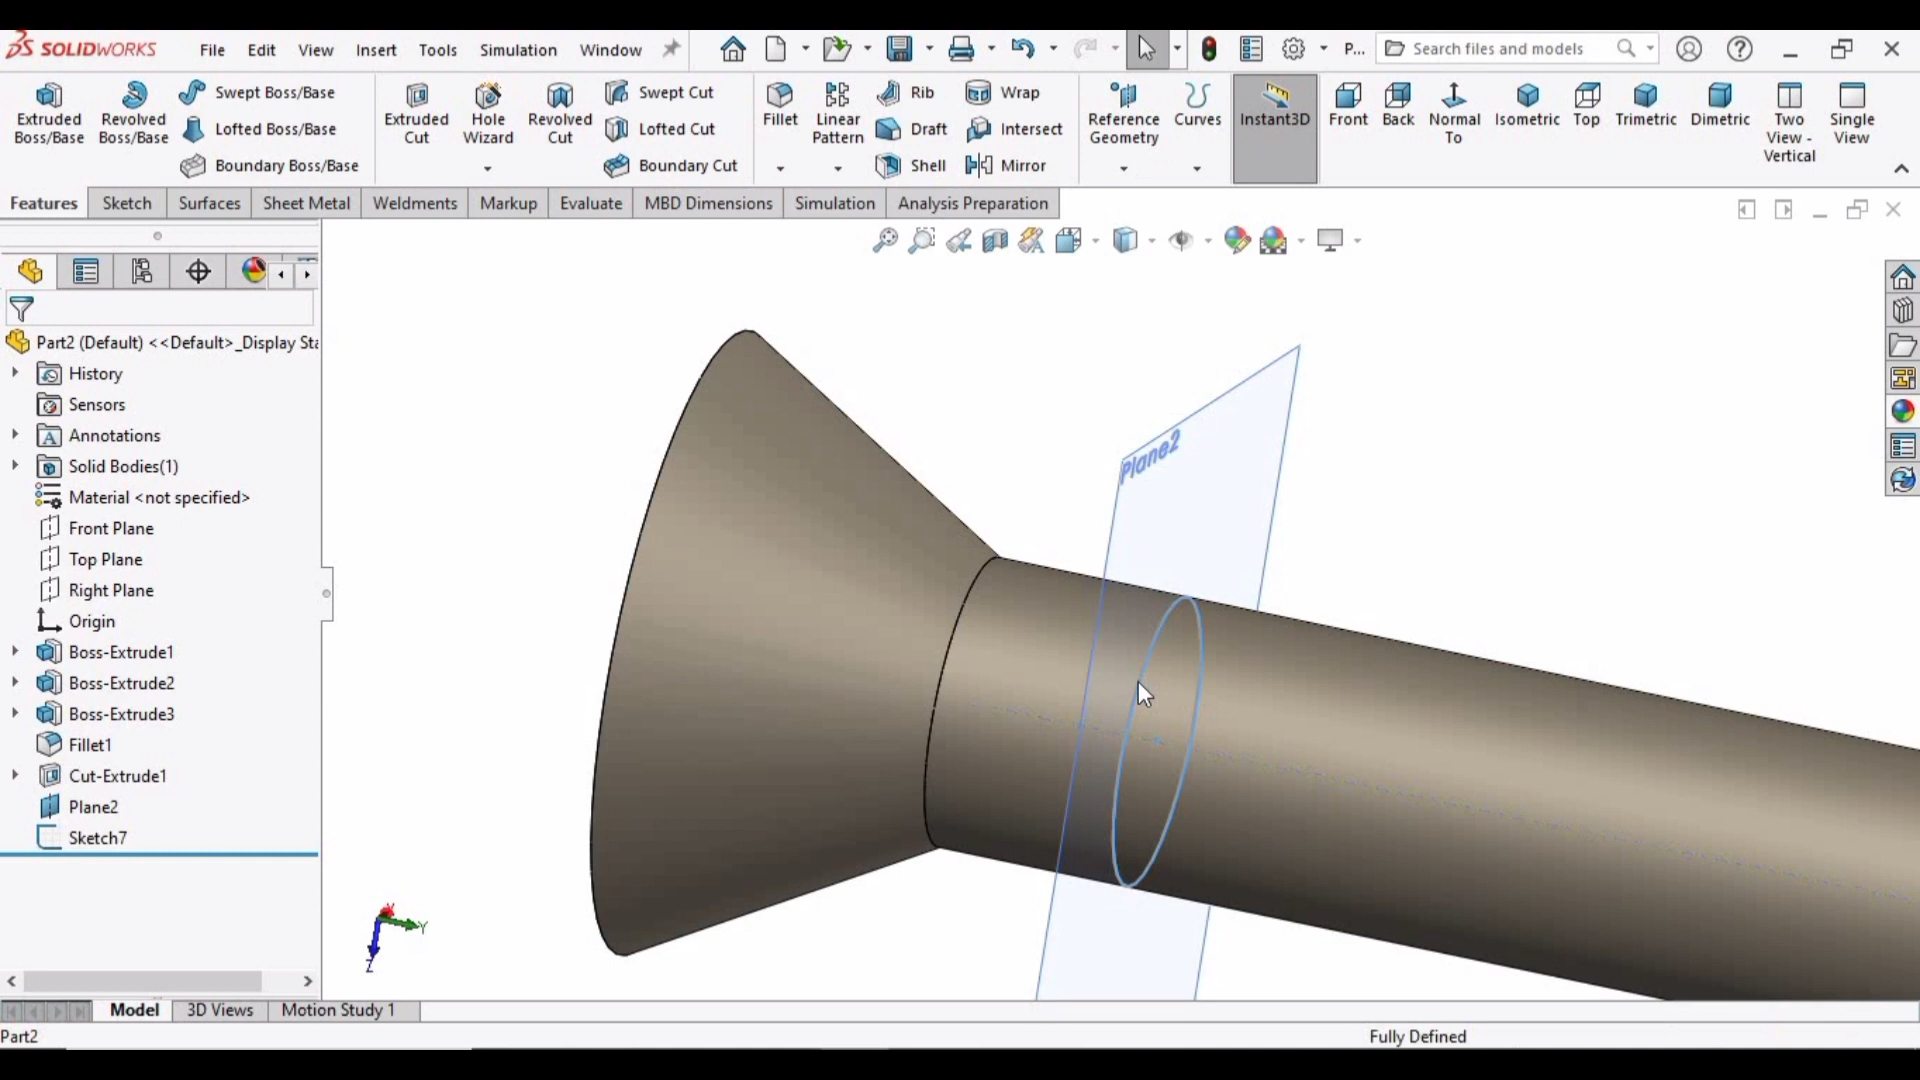 SOLIDWORKS File Edit View Insert Tools Simulation Window P... Search files and models
Extruded Boss/Base
Revolved Boss/Base
Swept Boss/Base
Lofted Boss/Base
Boundary Boss/Base
Extruded Cut
Hole Wizard
Revolved Cut
Swept Cut
Lofted Cut
Boundary Cut
Fillet
Linear Pattern
Rib
Draft
Shell
Wrap
Intersect
Mirror
Reference Geometry
Curves
Instant3D
Front
Back
Normal To
Isometric
Top
Trimetric
Dimetric
Two View - Vertical
Single View
Features Sketch Surfaces Sheet Metal Weldments Markup Evaluate MBD Dimensions Simulation Analysis Preparation
Part2 (Default) <<Default>_Display Sta
History
Sensors
Annotations
Solid Bodies(1)
Material <not specified>
Front Plane
Top Plane
Right Plane
Origin
Boss-Extrude1
Boss-Extrude2
Boss-Extrude3
Fillet1
Cut-Extrude1
Plane2
Sketch7
Plane2
X
Y
Z
Model 3D Views Motion Study 1
Part2 Fully Defined